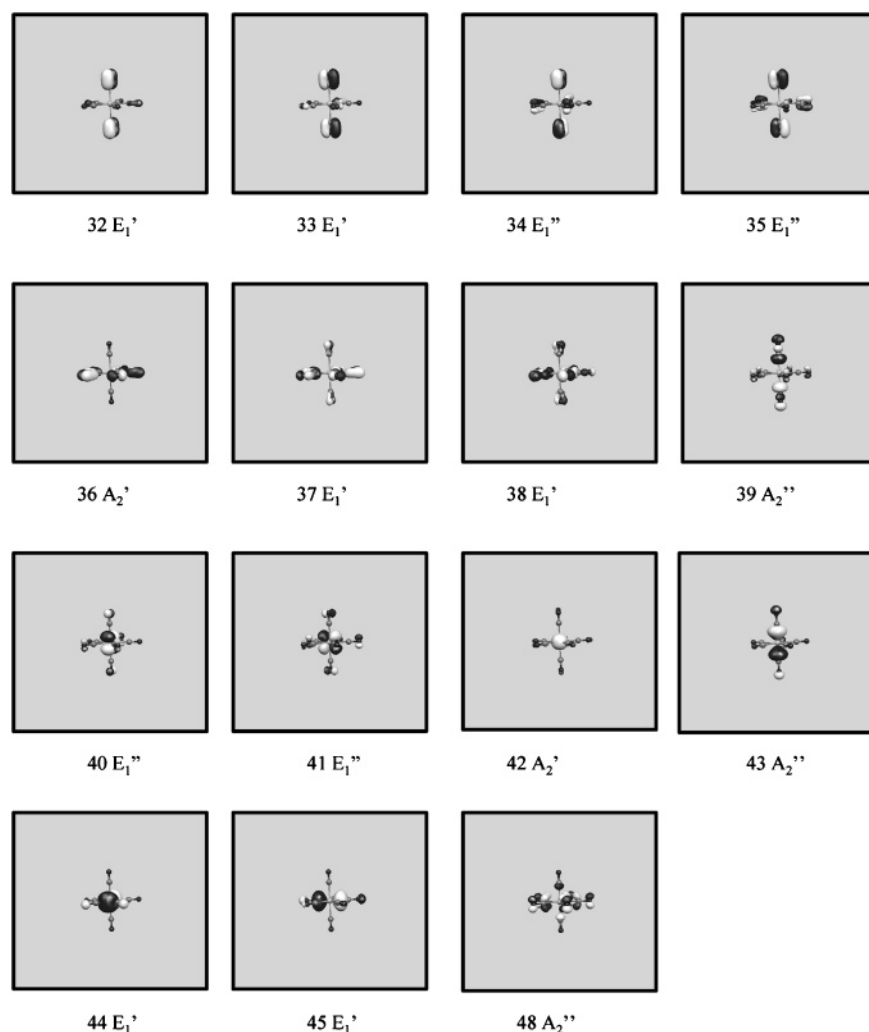 32 E₁’ 33 E₁’ 34 E₁” 35 E₁”
36 A₂’ 37 E₁’ 38 E₁’ 39 A₂’’
40 E₁” 41 E₁” 42 A₂’ 43 A₂’’
44 E₁’ 45 E₁’ 48 A₂’’